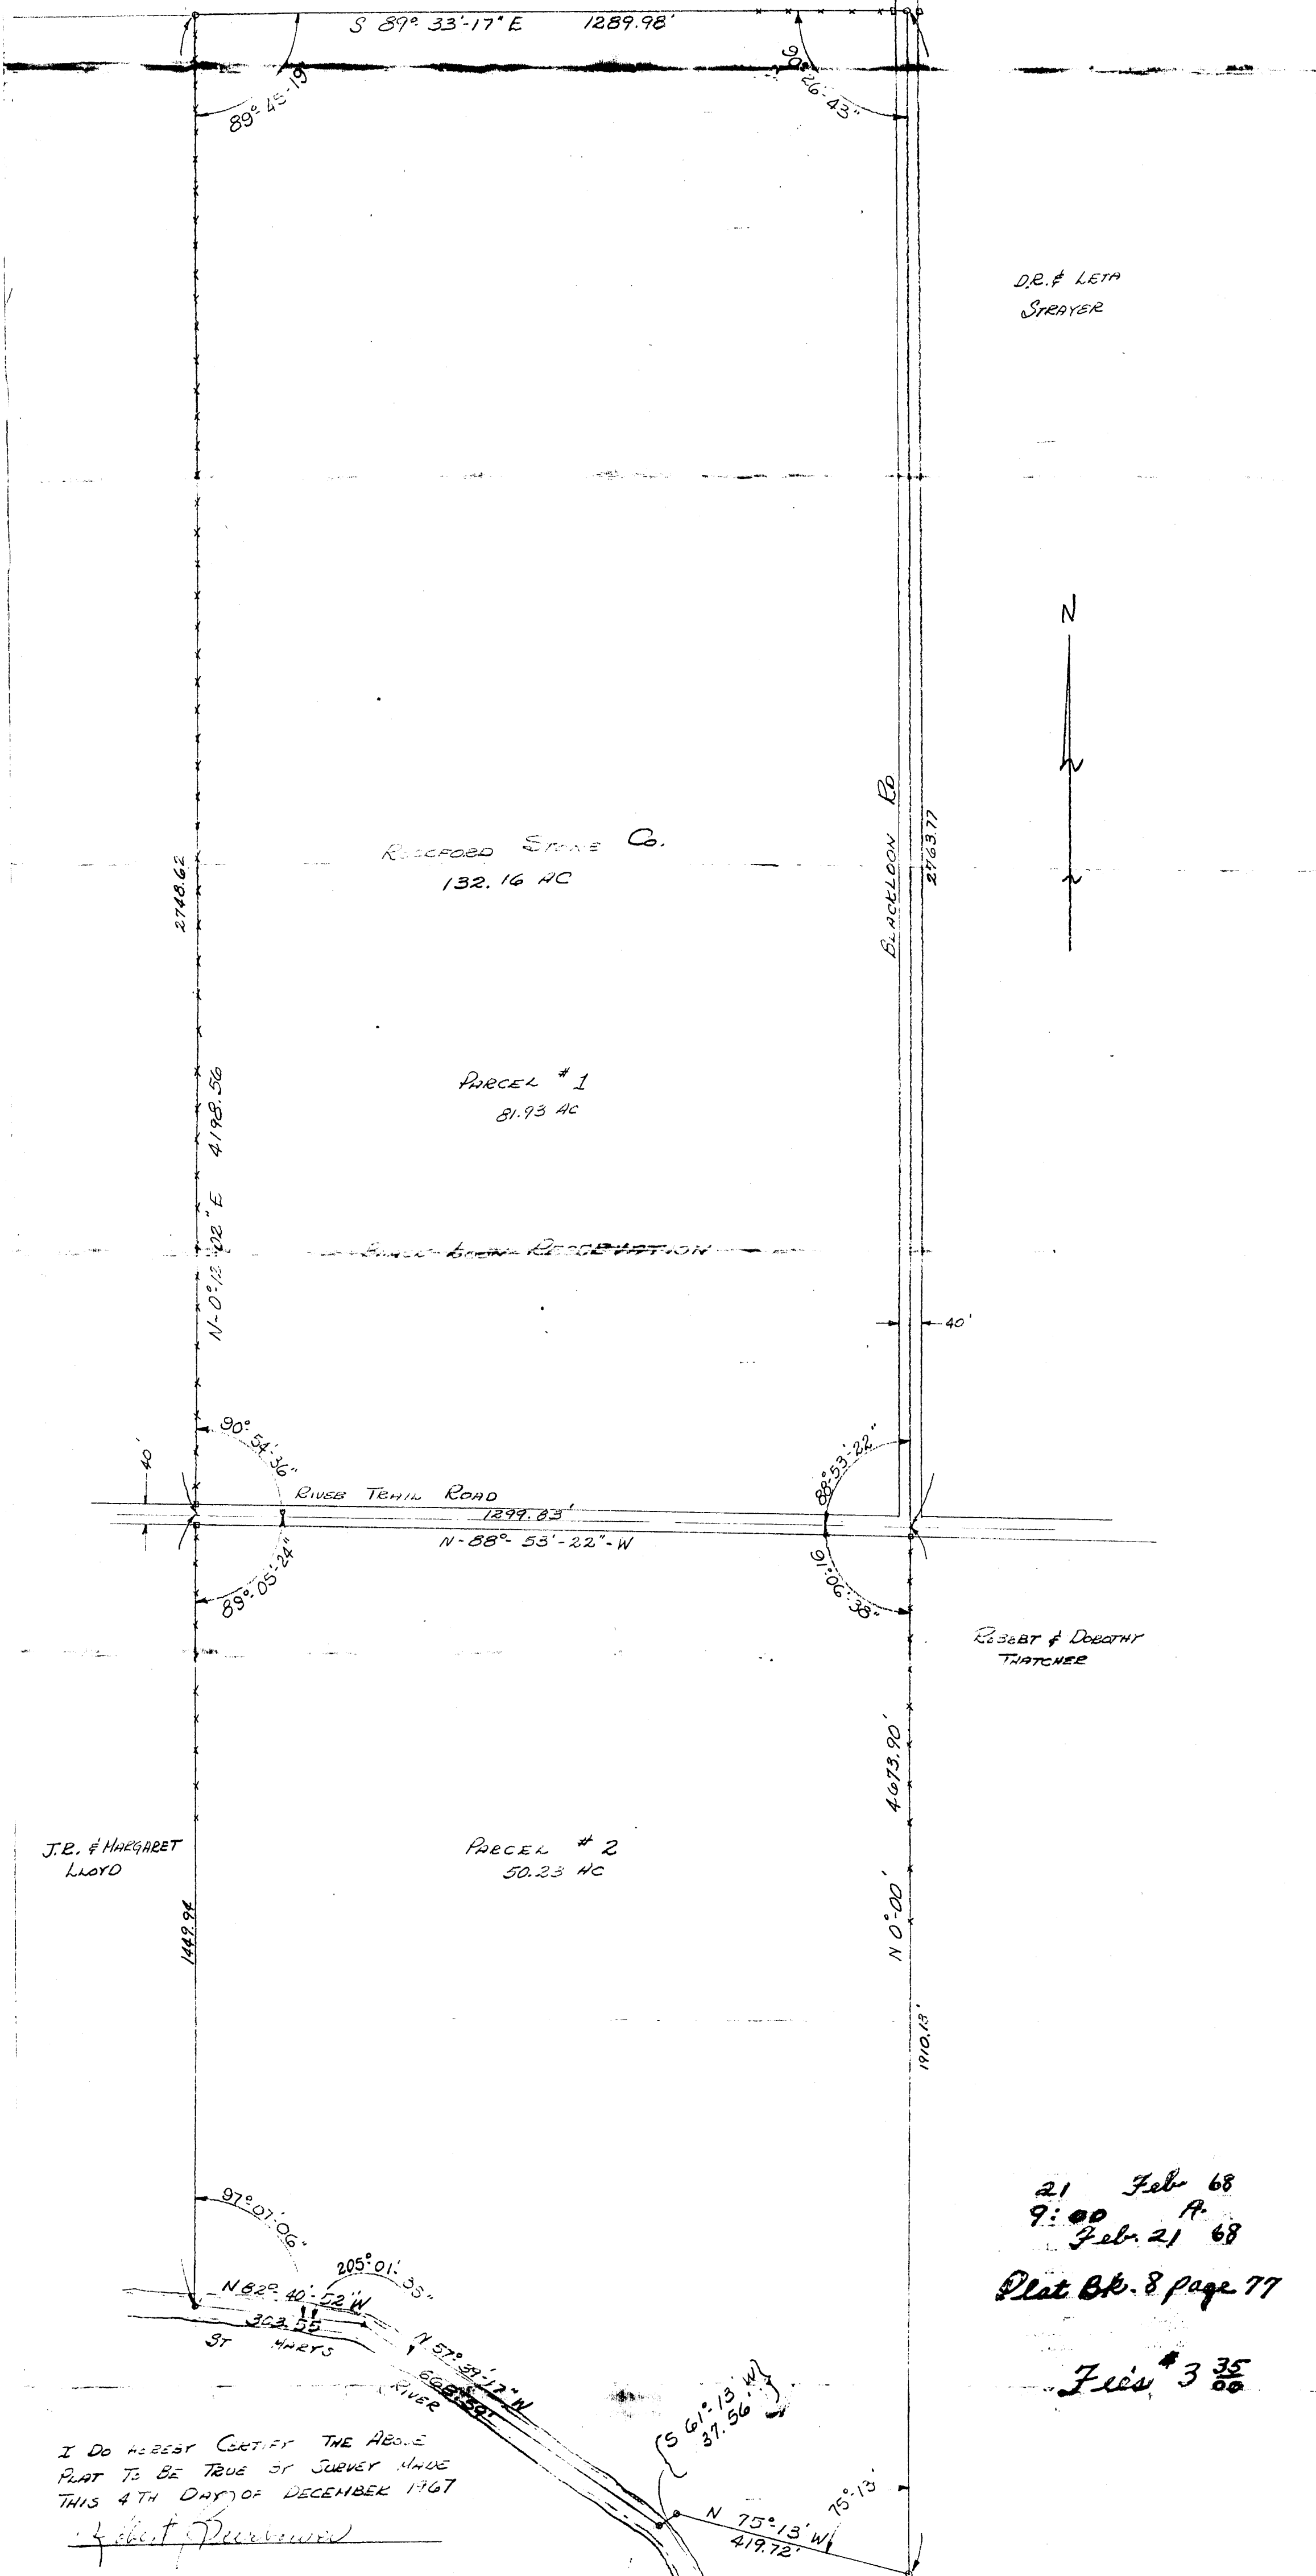 S 89° 33'-17" E 1289.98'
89°-45'-19"
90°-26'-43"
D.R. & LETA
STRAYER
N
BLACKLOON RD
2763.77
2748.62
STONE CO.
132.16 AC
PARCEL #1
81.93 AC
N-0°-12'-02" E 4198.56
RESERVATION
40'
90°-54'-36"
88°-53'-22"
40'
RIVER TRAIL ROAD
1299.83'
N-88°-53'-22"-W
89°-05'-24"
91°-06'-38"
ROBERT & DOROTHY
THATCHER
N 0°-00' 4673.90'
J.R. & MARGARET
LLOYD
PARCEL #2
50.23 AC
1449.94
1910.13'
97°-07'-06"
205°-01'-35"
N 82°-40'-52" W
303.55
ST MARYS
RIVER
N 57°-39'-17" W
S 61°-13' W
37.56'
N 75°-13' W
419.72'
75°-13'
21 Feb 68
9:00 A.
Feb. 21 68
Plat Bk. 8 page 77
Fees $3 35/00
I DO HEREBY CERTIFY THE ABOVE
PLAT TO BE TRUE BY SURVEY MADE
THIS 4TH DAY OF DECEMBER 1967
Robert